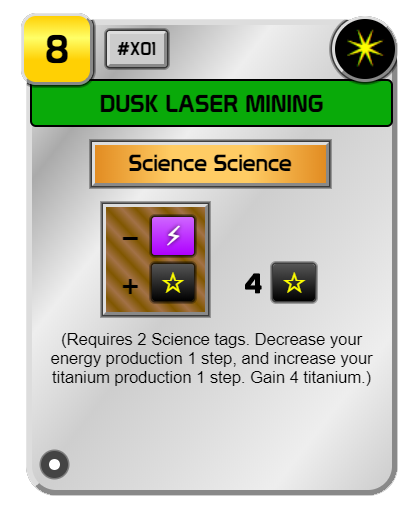 8
#X01
DUSK LASER MINING
Science Science
−
+
4
(Requires 2 Science tags. Decrease your
energy production 1 step, and increase your
titanium production 1 step. Gain 4 titanium.)